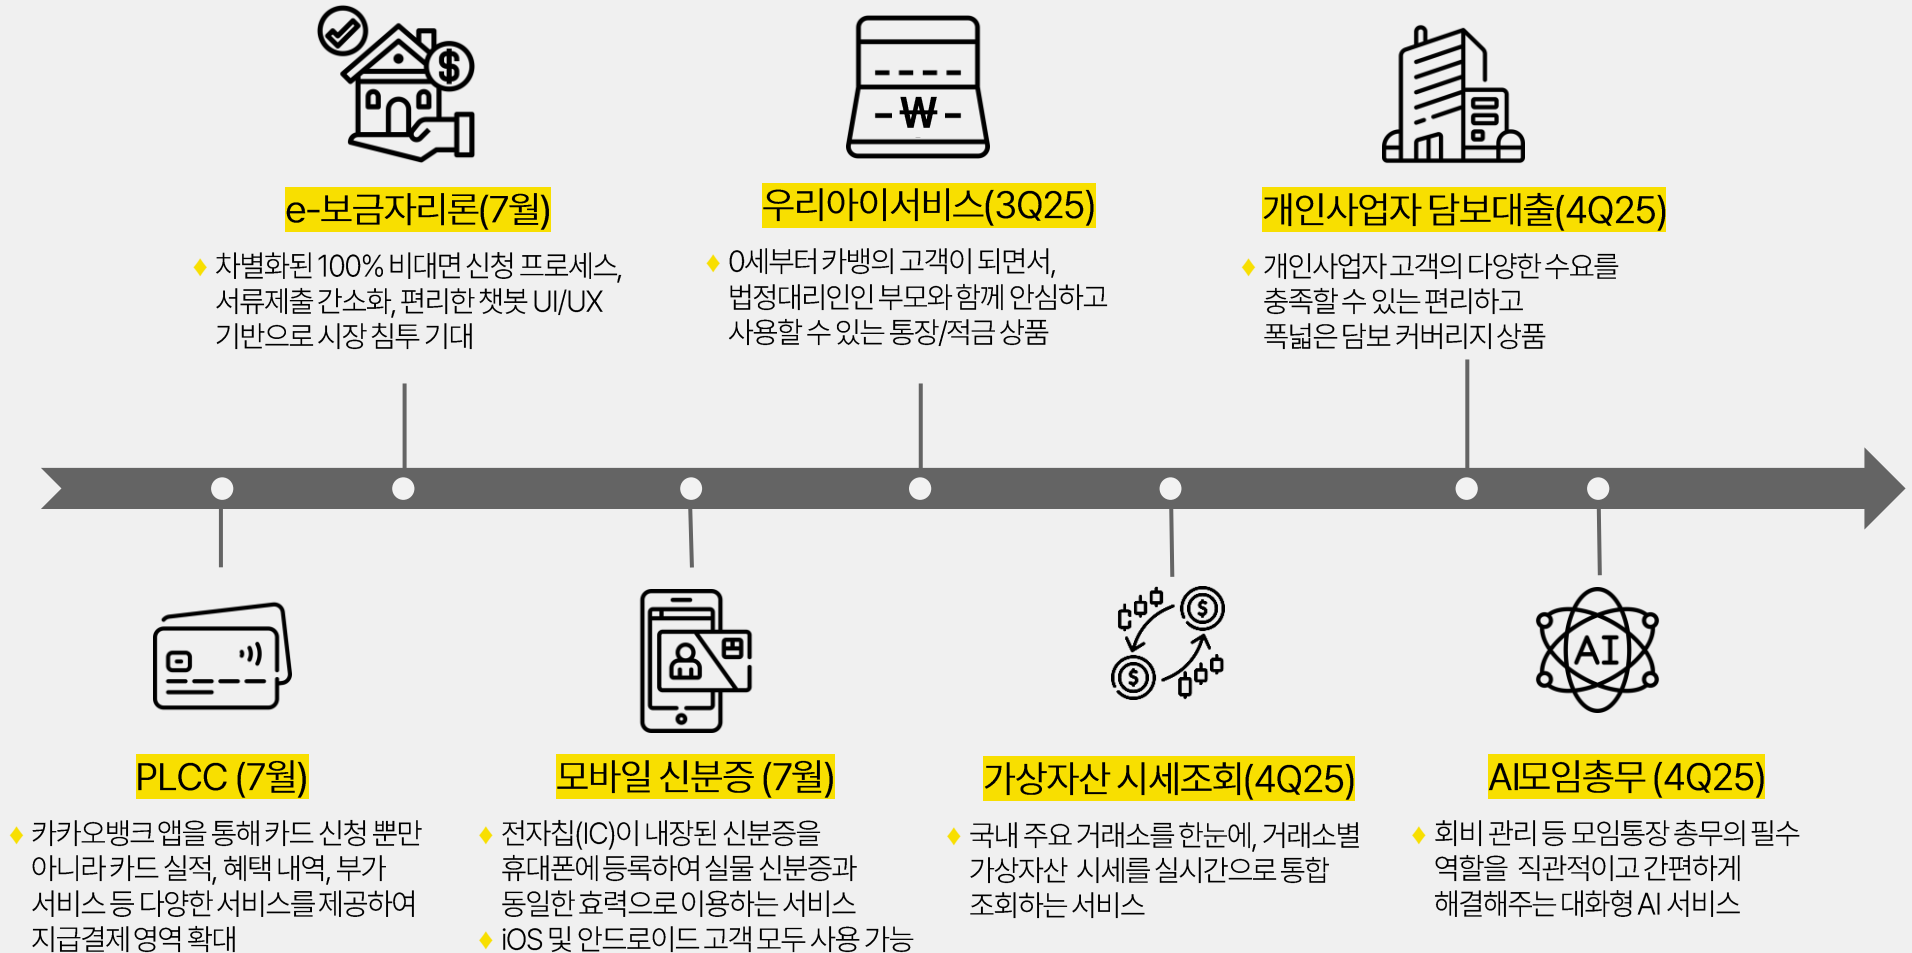 e-보금자리론(7월)
차별화된 100% 비대면 신청 프로세스,
서류제출 간소화, 편리한 챗봇 UI/UX
기반으로 시장 침투 기대
₩
우리아이서비스(3Q25)
0세부터 카뱅의 고객이 되면서,
법정대리인인 부모와 함께 안심하고
사용할 수 있는 통장/적금 상품
개인사업자 담보대출(4Q25)
개인사업자 고객의 다양한 수요를
충족할 수 있는 편리하고
폭넓은 담보 커버리지 상품
PLCC (7월)
카카오뱅크 앱을 통해 카드 신청 뿐만
아니라 카드 실적, 혜택 내역, 부가
서비스 등 다양한 서비스를 제공하여
지급결제 영역 확대
모바일 신분증 (7월)
전자칩(IC)이 내장된 신분증을
휴대폰에 등록하여 실물 신분증과
동일한 효력으로 이용하는 서비스
iOS 및 안드로이드 고객 모두 사용 가능
가상자산 시세조회(4Q25)
국내 주요 거래소를 한눈에, 거래소별
가상자산 시세를 실시간으로 통합
조회하는 서비스
AI
AI모임총무 (4Q25)
회비 관리 등 모임통장 총무의 필수
역할을 직관적이고 간편하게
해결해주는 대화형 AI 서비스